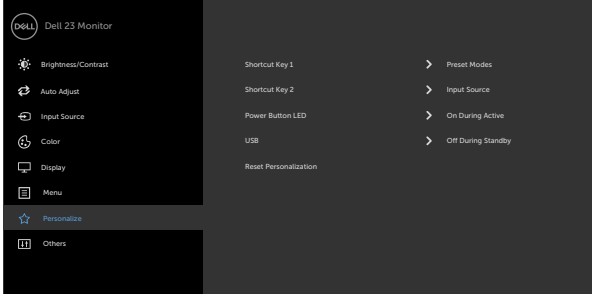 DELL Dell 23 Monitor
Brightness/Contrast
Auto Adjust
Input Source
Color
Display
Menu
Personalize
Others
Shortcut Key 1 Preset Modes
Shortcut Key 2 Input Source
Power Button LED On During Active
USB Off During Standby
Reset Personalization